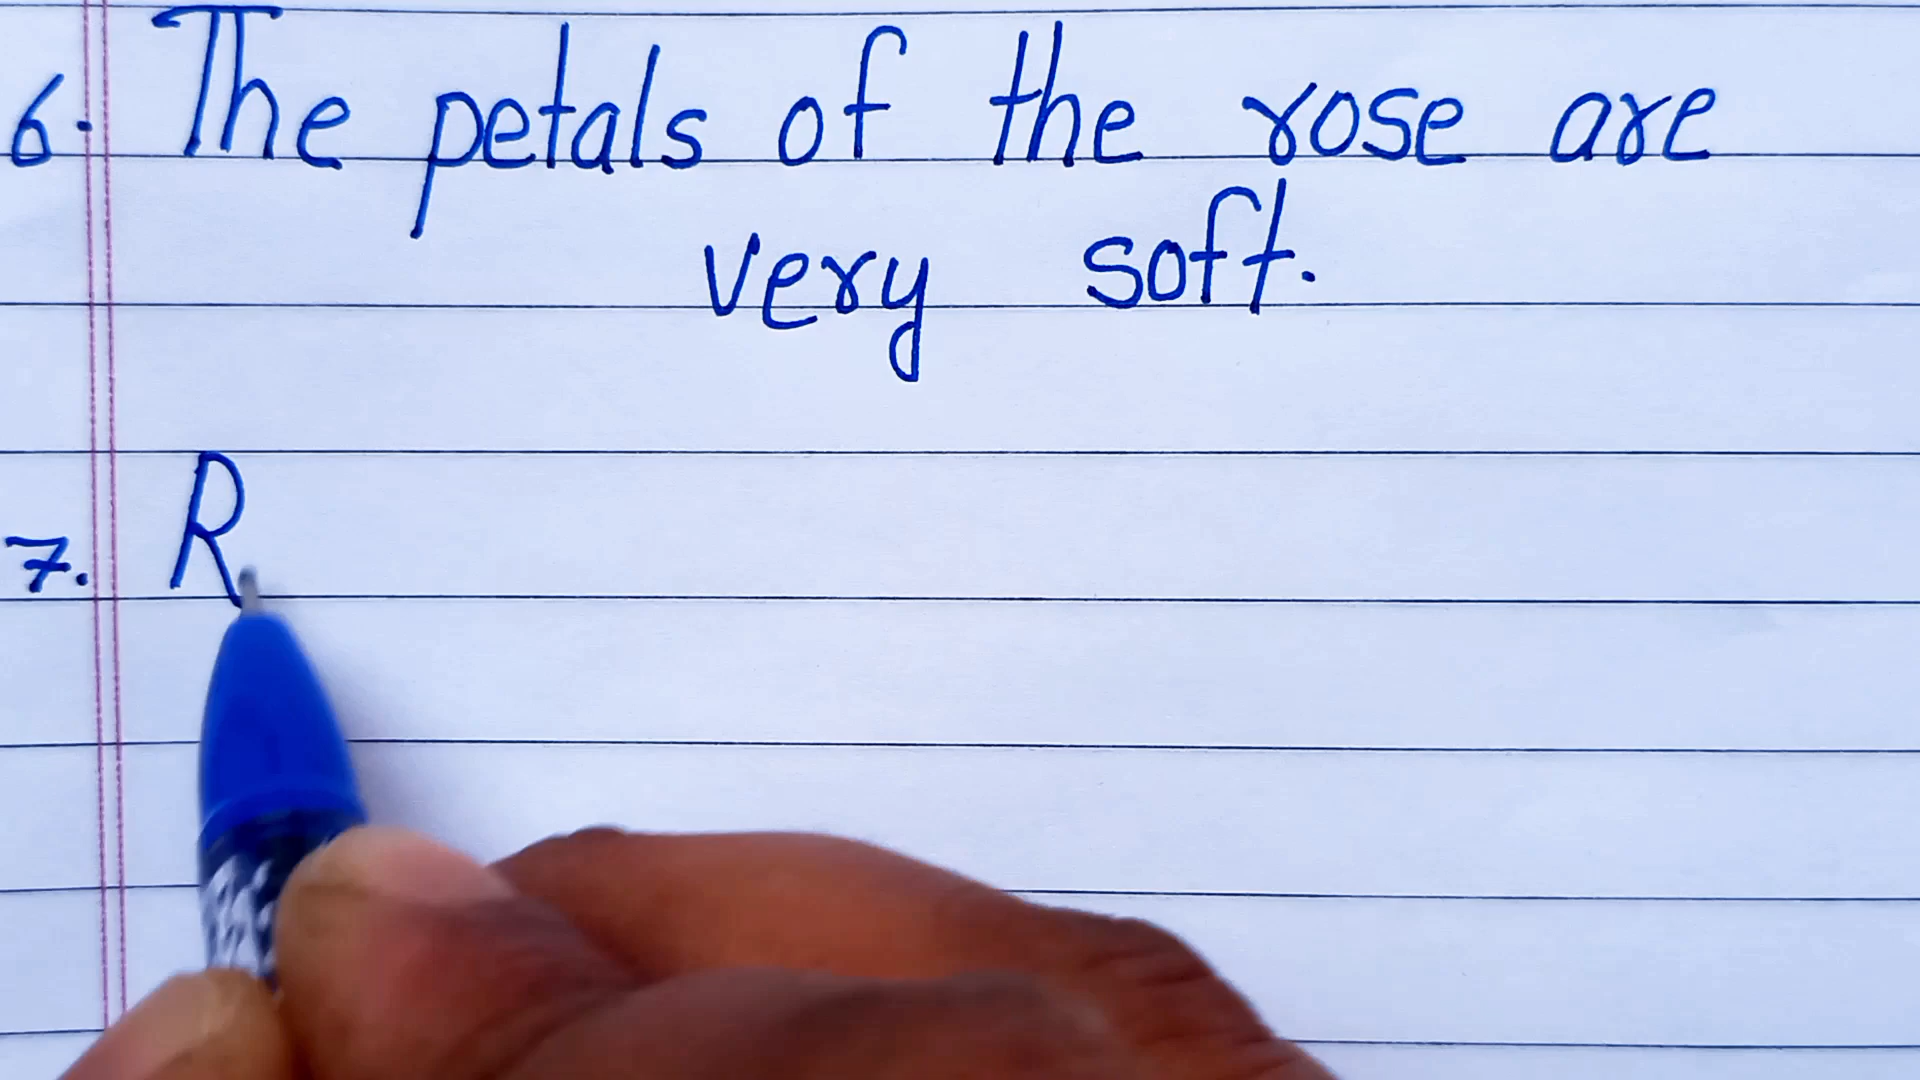 6. The petals of the rose are
very soft.
7. R